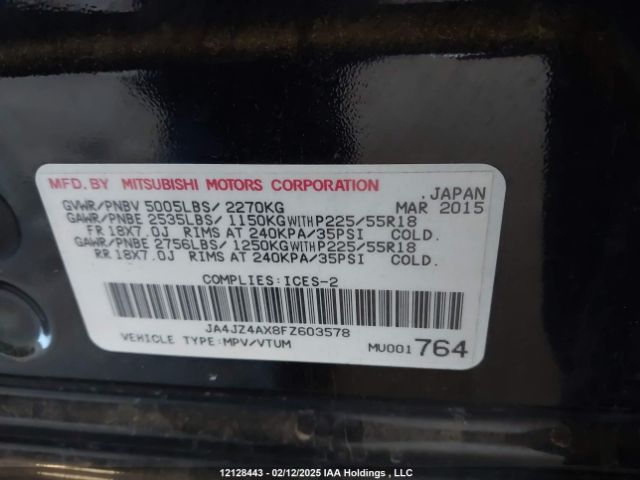 MFD. BY MITSUBISHI MOTORS CORPORATION JAPAN
GVWR/PNBV 5005LBS/ 2270KG MAR 2015
GAWR/PNBE 2535LBS/ 1150KG WITH P225/55R18
FR 18X7.0J RIMS AT 240KPA/35PSI COLD.
GAWR/PNBE 2756LBS/ 1250KG WITH P225/55R18
RR 18X7.0J RIMS AT 240KPA/35PSI COLD.
COMPLIES:ICES-2
JA4JZ4AX8FZ603578
VEHICLE TYPE:MPV/VTUM MU001 764
12128443 - 02/12/2025 IAA Holdings , LLC